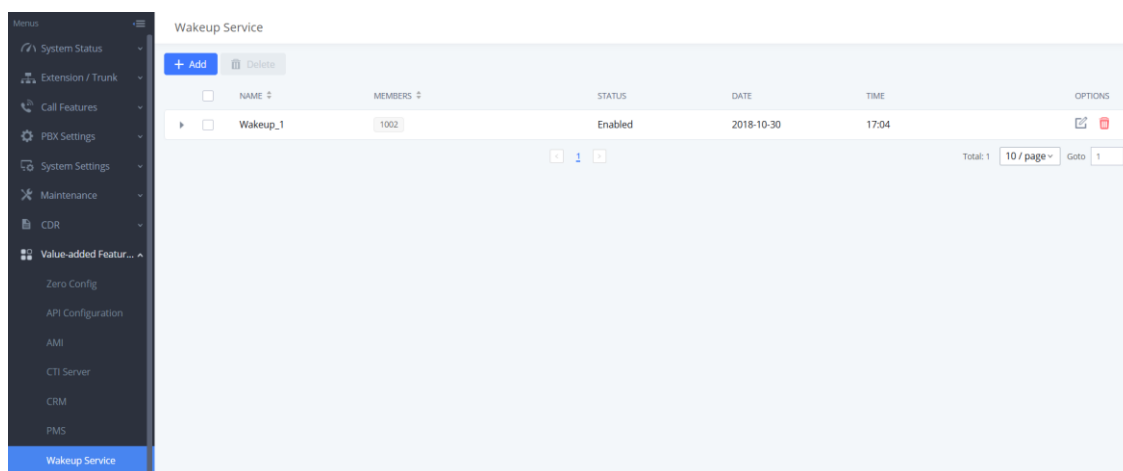 Menus
System Status
Extension / Trunk
Call Features
PBX Settings
System Settings
Maintenance
CDR
Value-added Featur...
Zero Config
API Configuration
AMI
CTI Server
CRM
PMS
Wakeup Service
Wakeup Service
+ Add Delete
NAME MEMBERS STATUS DATE TIME OPTIONS
Wakeup_1 1002 Enabled 2018-10-30 17:04
1 Total: 1 10 / page Goto 1